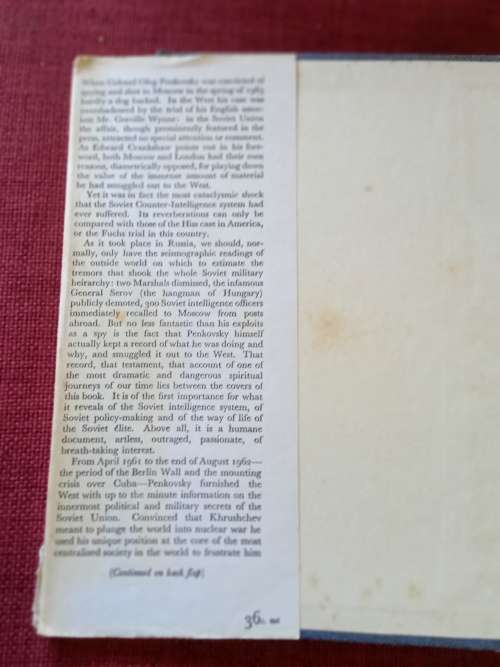 When Colonel Oleg Penkovsky was convicted of
spying and shot in Moscow in the spring of 1963
hardly a dog barked. In the West his case was
overshadowed by the trial of his English
Mr. Greville Wynne: in the Soviet Union
the affair, though prominently featured in the
press, attracted no special attention or comment.
As Edward Crankshaw points out in his fore-
word, both Moscow and London had their own
reasons, diametrically opposed, for playing down
the value of the immense amount of material
he had smuggled out to the West.
Yet it was in fact the most cataclysmic shock
that the Soviet Counter-Intelligence system had
ever suffered. Its reverberations can only be
compared with those of the Hiss case in America,
or the Fuchs trial in this country.
As it took place in Russia, we should, nor-
mally, only have the seismographic readings of
the outside world on which to estimate the
tremors that shook the whole Soviet military
heirarchy: two Marshals dismissed, the infamous
General Serov (the hangman of Hungary)
publicly demoted, 300 Soviet intelligence officers
immediately recalled to Moscow from posts
abroad. But no less fantastic than his exploits
as a spy is the fact that Penkovsky himself
actually kept a record of what he was doing and
why, and smuggled it out to the West. That
record, that testament, that account of one of
the most dramatic and dangerous spiritual
journeys of our time lies between the covers of
this book. It is of the first importance for what
it reveals of the Soviet intelligence system, of
Soviet policy-making and of the way of life of
the Soviet élite. Above all, it is a humane
document, artless, outraged, passionate, of
breath-taking interest.
From April 1961 to the end of August 1962—
the period of the Berlin Wall and the mounting
crisis over Cuba—Penkovsky furnished the
West with up to the minute information on the
innermost political and military secrets of the
Soviet Union. Convinced that Khrushchev
meant to plunge the world into nuclear war he
used his unique position at the core of the most
centralised society in the world to frustrate him
(Continued on back flap)
36s. net